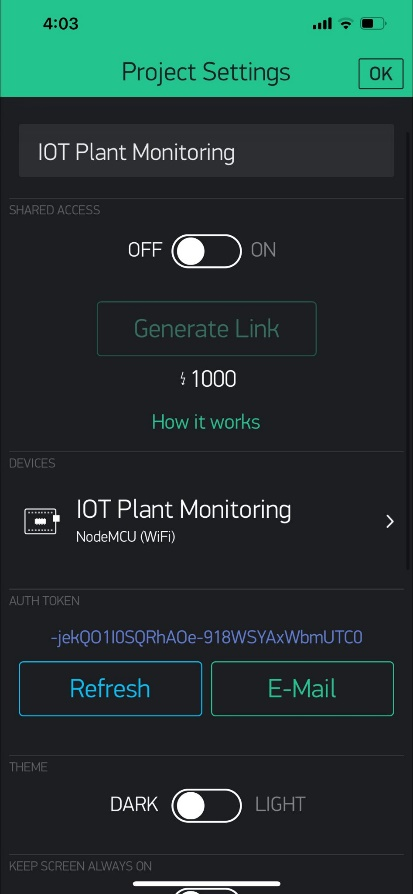 4:03
Project Settings
OK
IOT Plant Monitoring
SHARED ACCESS
OFF ON
Generate Link
1000
How it works
DEVICES
IOT Plant Monitoring
NodeMCU (WiFi)
AUTH TOKEN
-jekQO1I0SQRhAOe-918WSYAxWbmUTC0
Refresh
E-Mail
THEME
DARK LIGHT
KEEP SCREEN ALWAYS ON